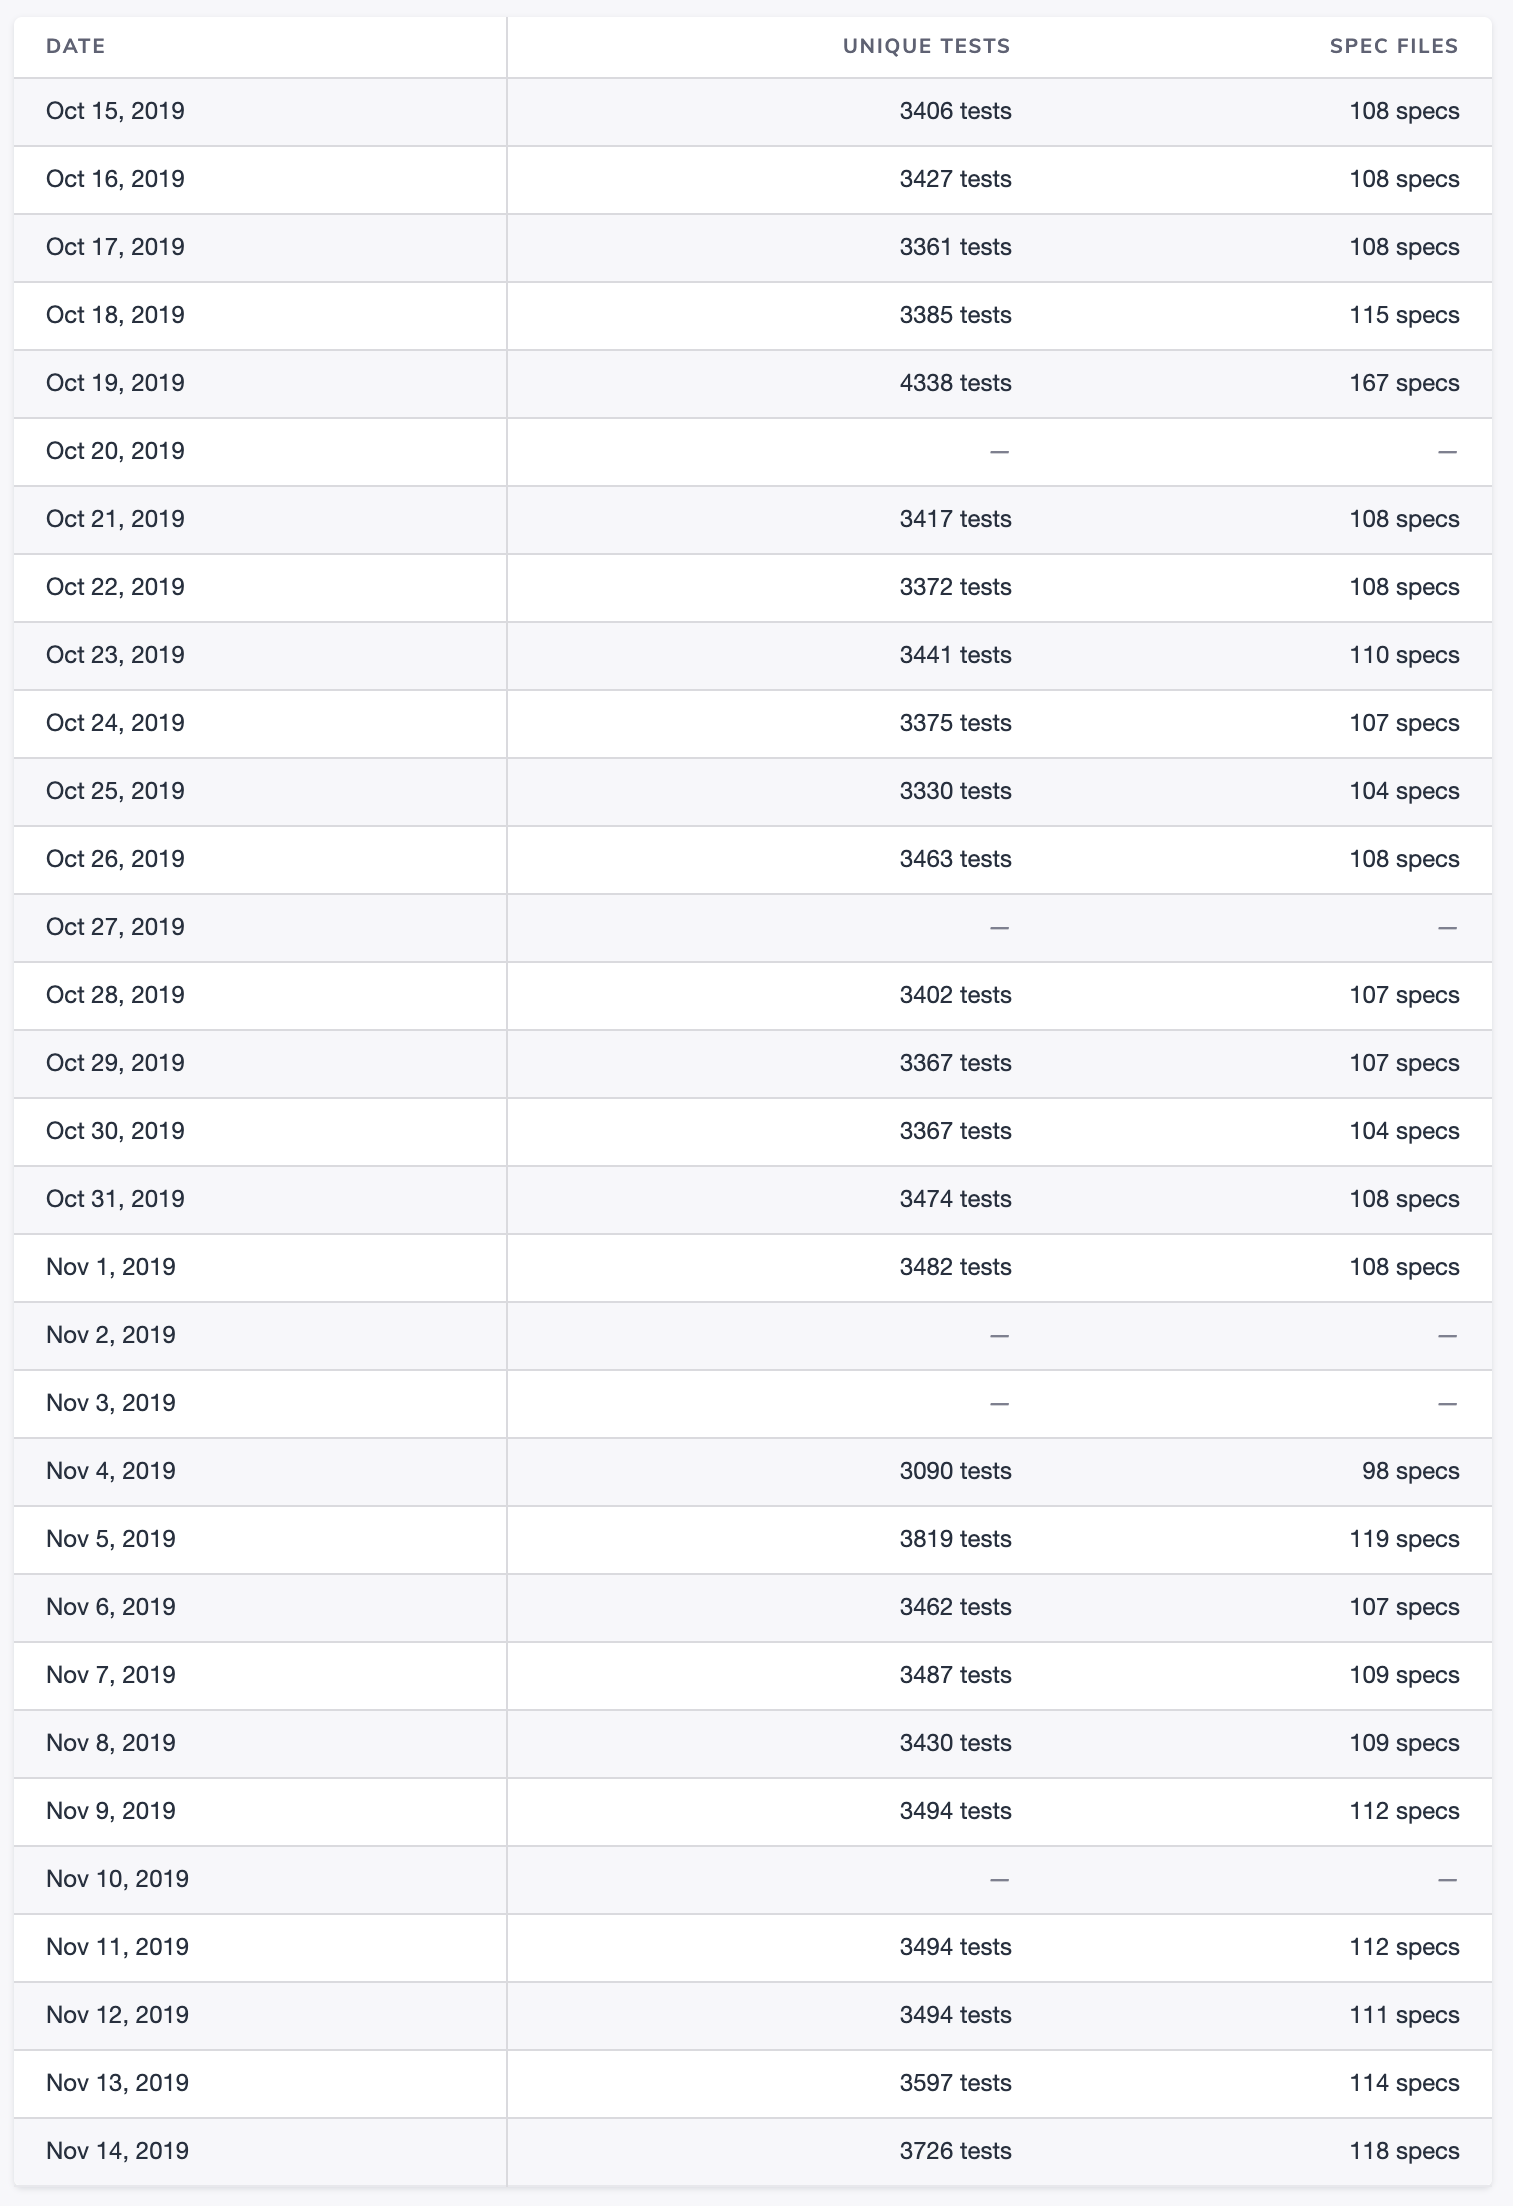 DATE UNIQUE TESTS SPEC FILES
Oct 15, 2019 3406 tests 108 specs
Oct 16, 2019 3427 tests 108 specs
Oct 17, 2019 3361 tests 108 specs
Oct 18, 2019 3385 tests 115 specs
Oct 19, 2019 4338 tests 167 specs
Oct 20, 2019 — —
Oct 21, 2019 3417 tests 108 specs
Oct 22, 2019 3372 tests 108 specs
Oct 23, 2019 3441 tests 110 specs
Oct 24, 2019 3375 tests 107 specs
Oct 25, 2019 3330 tests 104 specs
Oct 26, 2019 3463 tests 108 specs
Oct 27, 2019 — —
Oct 28, 2019 3402 tests 107 specs
Oct 29, 2019 3367 tests 107 specs
Oct 30, 2019 3367 tests 104 specs
Oct 31, 2019 3474 tests 108 specs
Nov 1, 2019 3482 tests 108 specs
Nov 2, 2019 — —
Nov 3, 2019 — —
Nov 4, 2019 3090 tests 98 specs
Nov 5, 2019 3819 tests 119 specs
Nov 6, 2019 3462 tests 107 specs
Nov 7, 2019 3487 tests 109 specs
Nov 8, 2019 3430 tests 109 specs
Nov 9, 2019 3494 tests 112 specs
Nov 10, 2019 — —
Nov 11, 2019 3494 tests 112 specs
Nov 12, 2019 3494 tests 111 specs
Nov 13, 2019 3597 tests 114 specs
Nov 14, 2019 3726 tests 118 specs